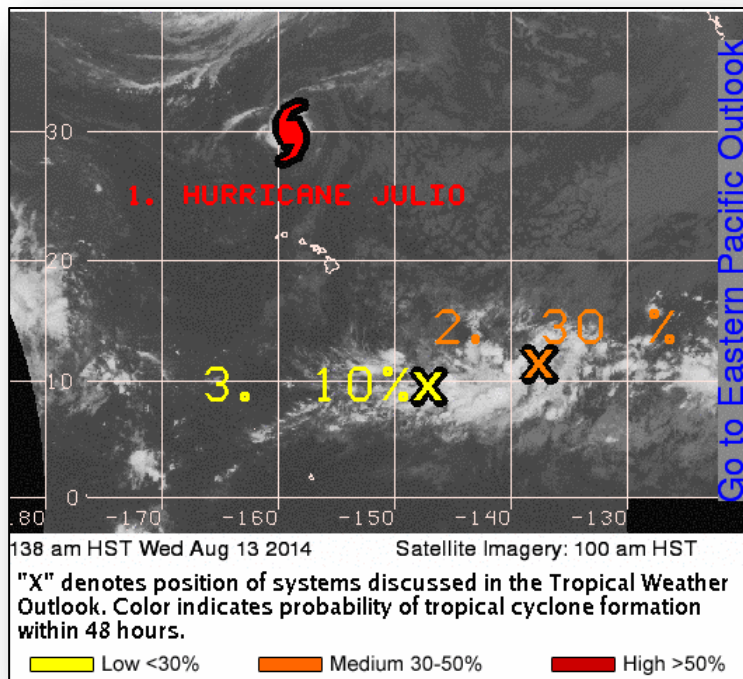 30
1. HURRICANE JULIO
20
2. 30 %
3. 10% X X
10
0
.80 -170 -160 -150 -140 -130
Go to Eastern Pacific Outlook
138 am HST Wed Aug 13 2014 Satellite Imagery: 100 am HST
"X" denotes position of systems discussed in the Tropical Weather
Outlook. Color indicates probability of tropical cyclone formation
within 48 hours.
Low <30% Medium 30-50% High >50%